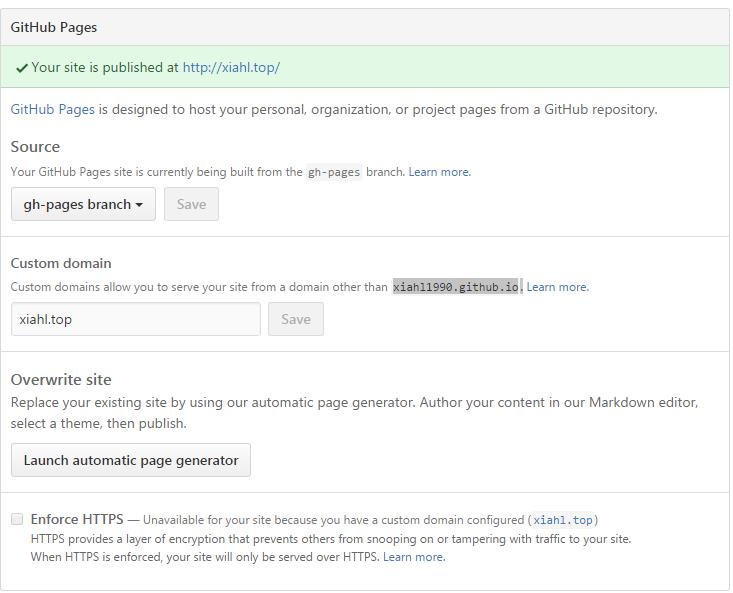 GitHub Pages
Your site is published at http://xiahl.top/
GitHub Pages is designed to host your personal, organization, or project pages from a GitHub repository.
Source
Your GitHub Pages site is currently being built from the gh-pages branch. Learn more.
gh-pages branch Save
Custom domain
Custom domains allow you to serve your site from a domain other than xiahl1990.github.io. Learn more.
xiahl.top Save
Overwrite site
Replace your existing site by using our automatic page generator. Author your content in our Markdown editor,
select a theme, then publish.
Launch automatic page generator
Enforce HTTPS — Unavailable for your site because you have a custom domain configured (xiahl.top)
HTTPS provides a layer of encryption that prevents others from snooping on or tampering with traffic to your site.
When HTTPS is enforced, your site will only be served over HTTPS. Learn more.